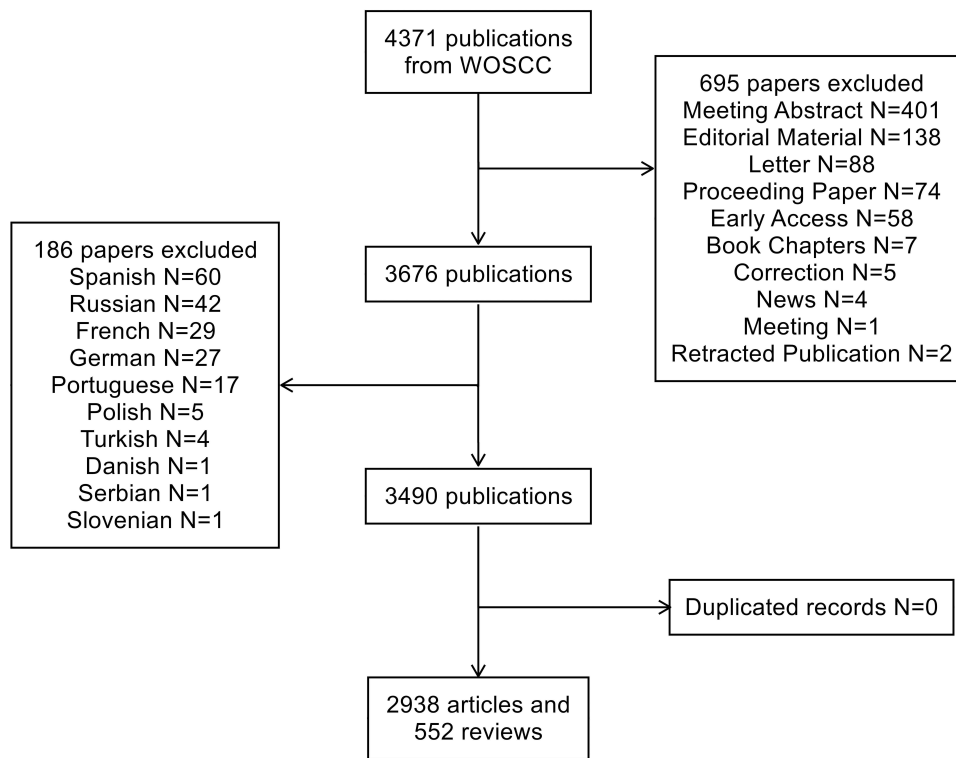 4371 publications
from WOSCC
695 papers excluded
Meeting Abstract N=401
Editorial Material N=138
Letter N=88
Proceeding Paper N=74
Early Access N=58
Book Chapters N=7
Correction N=5
News N=4
Meeting N=1
Retracted Publication N=2
3676 publications
186 papers excluded
Spanish N=60
Russian N=42
French N=29
German N=27
Portuguese N=17
Polish N=5
Turkish N=4
Danish N=1
Serbian N=1
Slovenian N=1
3490 publications
Duplicated records N=0
2938 articles and
552 reviews